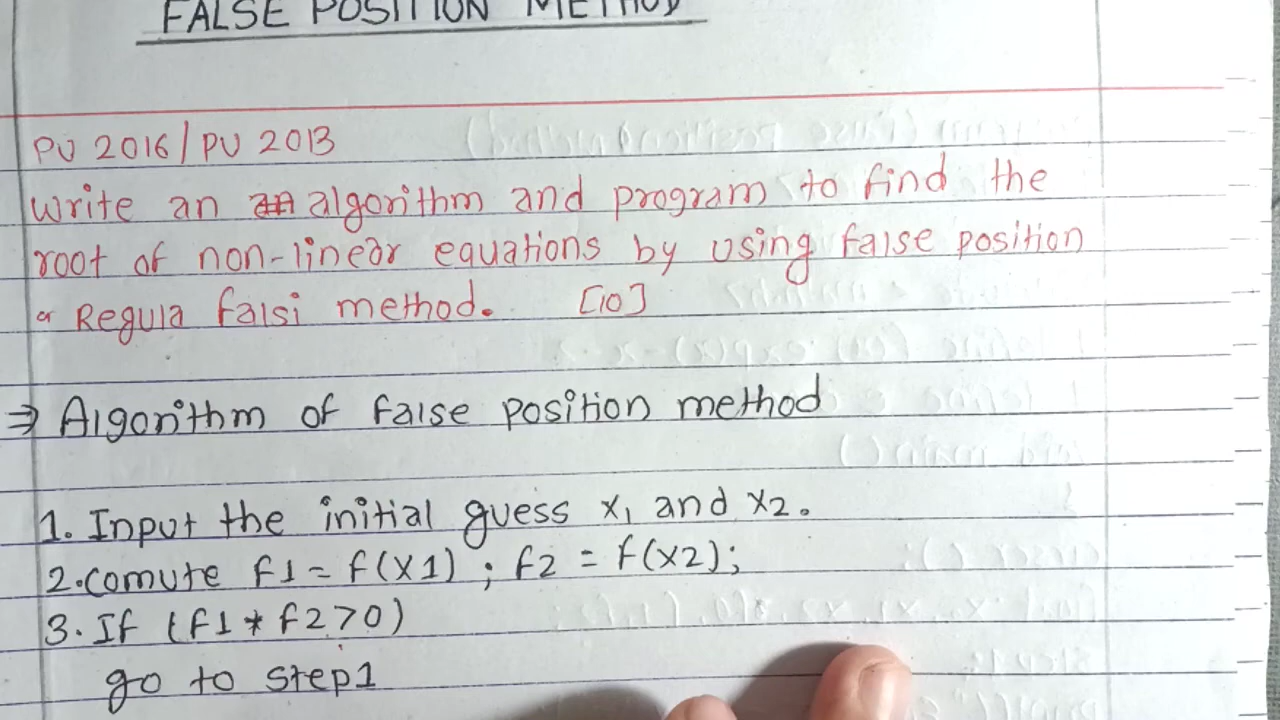 FALSE POSITION METHOD
PU 2016/PU 2013
Write an algorithm and program to find the
root of non-linear equations by using false position
or Regula falsi method. [10]
⇒ Algorithm of false position method
1. Input the initial guess x₁ and x2.
2.comute f1 = f(x1) ; f2 = f(x2);
3. If (f1 * f2>0)
go to step1